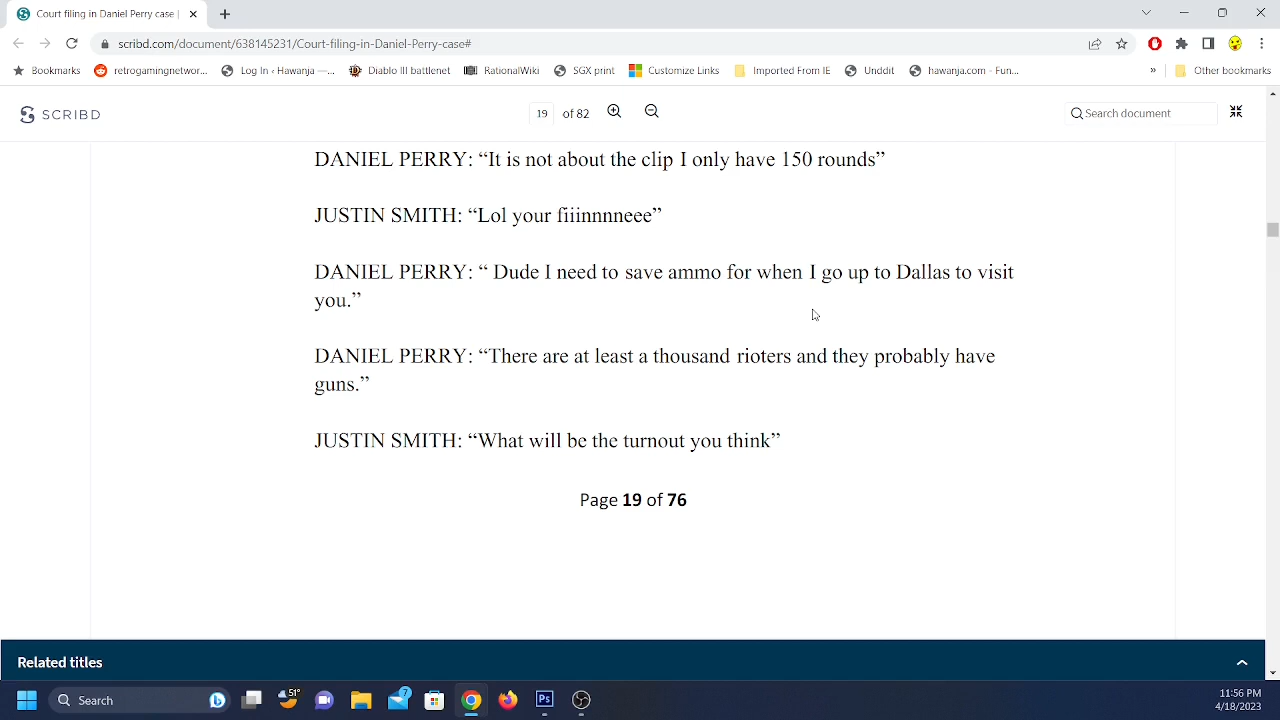 Court filing in Daniel Perry case |
scribd.com/document/638145231/Court-filing-in-Daniel-Perry-case#
Bookmarks retrogamingnetwor... Log In ‹ Hawanja —... Diablo III battlenet RationalWiki SGX print Customize Links Imported From IE Unddit hawanja.com - Fun... » Other bookmarks
SCRIBD 19 of 82 Search document
DANIEL PERRY: “It is not about the clip I only have 150 rounds”
JUSTIN SMITH: “Lol your fiiinnnneee”
DANIEL PERRY: “ Dude I need to save ammo for when I go up to Dallas to visit
you.”
DANIEL PERRY: “There are at least a thousand rioters and they probably have
guns.”
JUSTIN SMITH: “What will be the turnout you think”
Page 19 of 76
Related titles
Search 51° 7 Ps 11:56 PM
4/18/2023